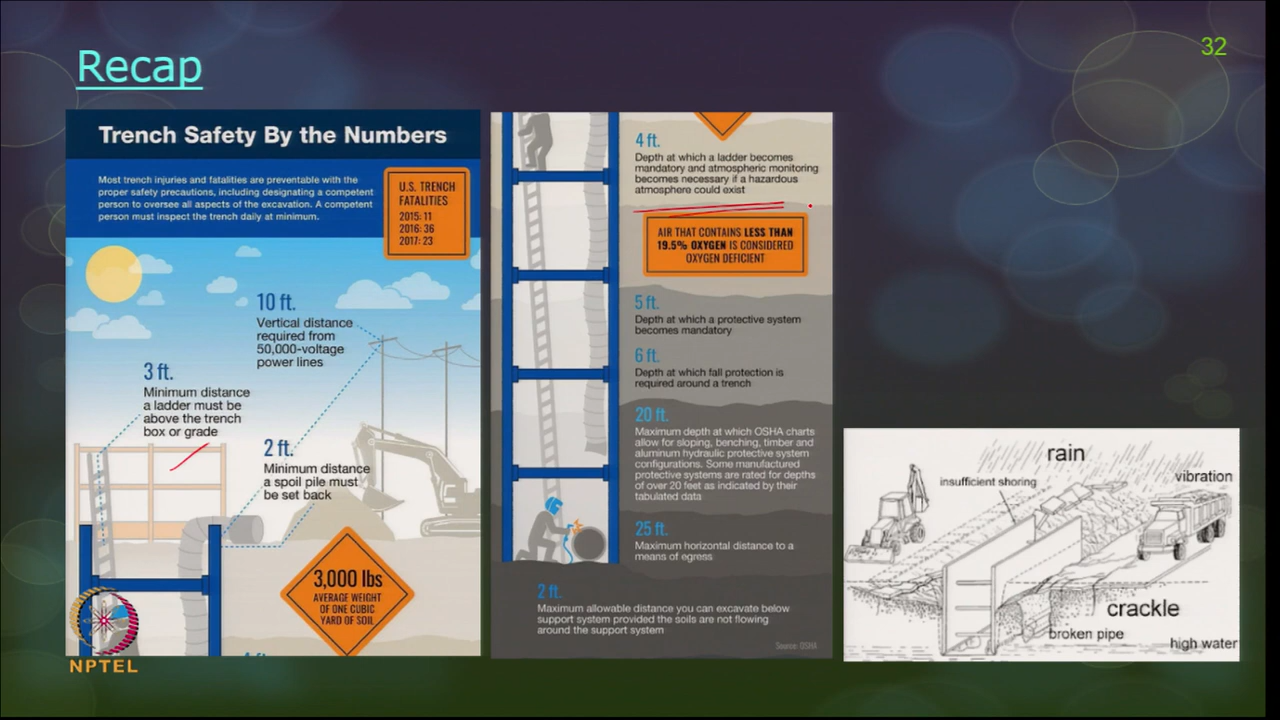 32
Recap
Trench Safety By the Numbers
Most trench injuries and fatalities are preventable with the
proper safety precautions, including designating a competent
person to oversee all aspects of the excavation. A competent
person must inspect the trench daily at minimum.
U.S. TRENCH
FATALITIES
2015: 11
2016: 36
2017: 23
10 ft.
Vertical distance
required from
50,000-voltage
power lines
3 ft.
Minimum distance
a ladder must be
above the trench
box or grade
2 ft.
Minimum distance
a spoil pile must
be set back
3,000 lbs
AVERAGE WEIGHT
OF ONE CUBIC
YARD OF SOIL
NPTEL
4 ft.
Depth at which a ladder becomes
mandatory and atmospheric monitoring
becomes necessary if a hazardous
atmosphere could exist
AIR THAT CONTAINS LESS THAN
19.5% OXYGEN IS CONSIDERED
OXYGEN DEFICIENT
5 ft.
Depth at which a protective system
becomes mandatory
6 ft.
Depth at which fall protection is
required around a trench
20 ft.
Maximum depth at which OSHA charts
allow for sloping, benching, timber and
aluminum hydraulic protective system
configurations. Some manufactured
protective systems are rated for depths
of over 20 feet as indicated by their
tabulated data
25 ft.
Maximum horizontal distance to a
means of egress
2 ft.
Maximum allowable distance you can excavate below
support system provided the soils are not flowing
around the support system
Source: OSHA
rain
insufficient shoring
vibration
crackle
broken pipe
high water